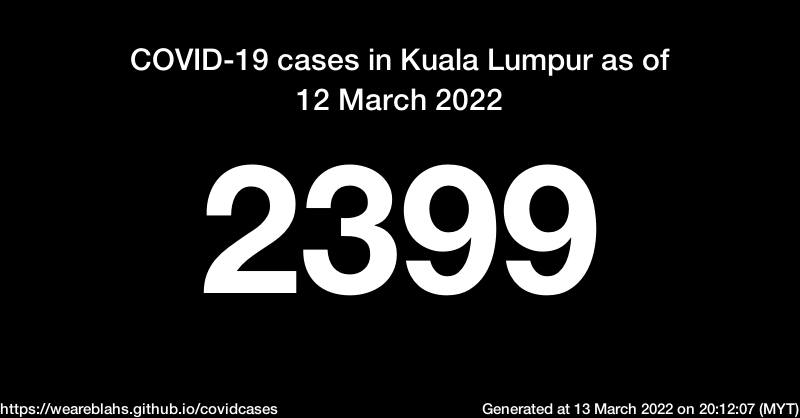 COVID-19 cases in Kuala Lumpur as of
12 March 2022
2399
https://weareblahs.github.io/covidcases
Generated at 13 March 2022 on 20:12:07 (MYT)